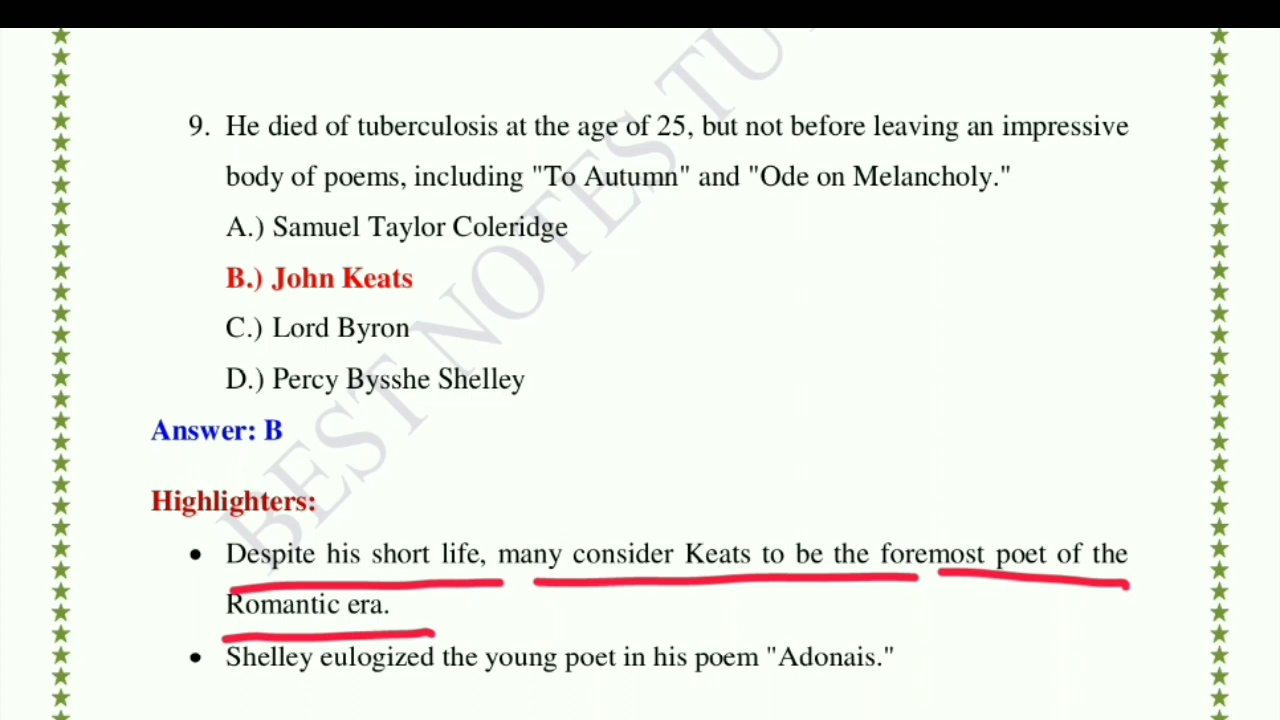 9. He died of tuberculosis at the age of 25, but not before leaving an impressive
body of poems, including "To Autumn" and "Ode on Melancholy."
A.) Samuel Taylor Coleridge
B.) John Keats
C.) Lord Byron
D.) Percy Bysshe Shelley
Answer: B
Highlighters:
• Despite his short life, many consider Keats to be the foremost poet of the
Romantic era.
• Shelley eulogized the young poet in his poem "Adonais."
BEST NOTES TU